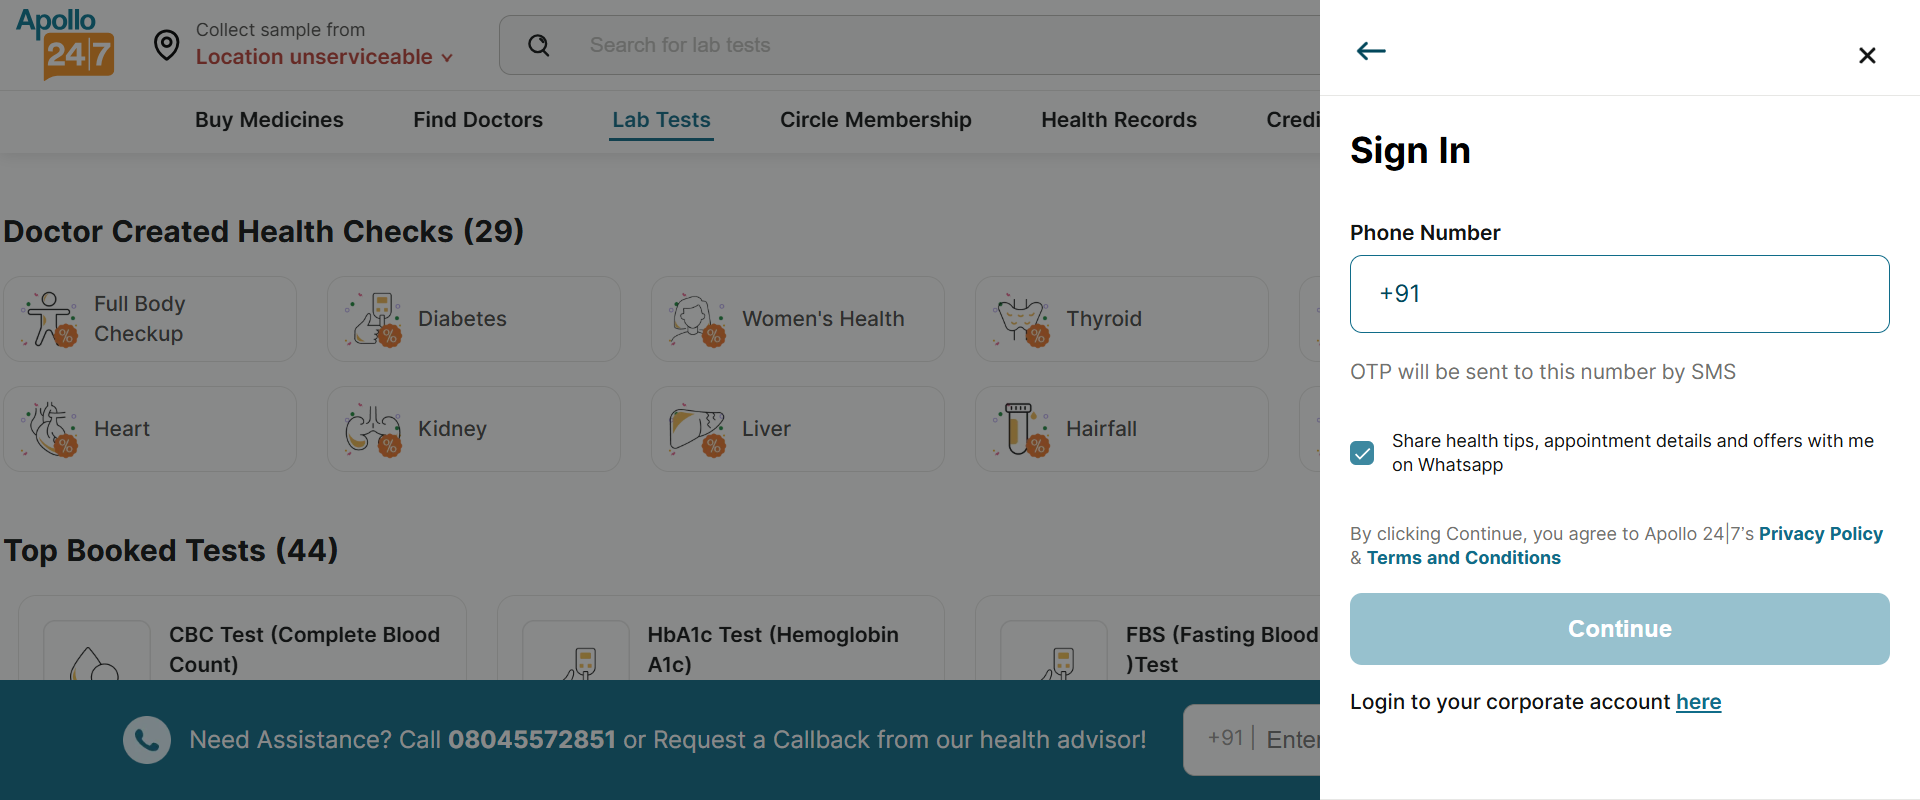 Apollo
24|7
Collect sample from
Location unserviceable
Search for lab tests
Buy Medicines
Find Doctors
Lab Tests
Circle Membership
Health Records
Credi
Doctor Created Health Checks (29)
Full Body
Checkup
Diabetes
Women's Health
Thyroid
Heart
Kidney
Liver
Hairfall
Top Booked Tests (44)
CBC Test (Complete Blood
Count)
HbA1c Test (Hemoglobin
A1c)
FBS (Fasting Blood
)Test
Need Assistance? Call 08045572851 or Request a Callback from our health advisor!
+91 | Enter
Sign In
Phone Number
+91
OTP will be sent to this number by SMS
Share health tips, appointment details and offers with me
on Whatsapp
By clicking Continue, you agree to Apollo 24|7's Privacy Policy
& Terms and Conditions
Continue
Login to your corporate account here